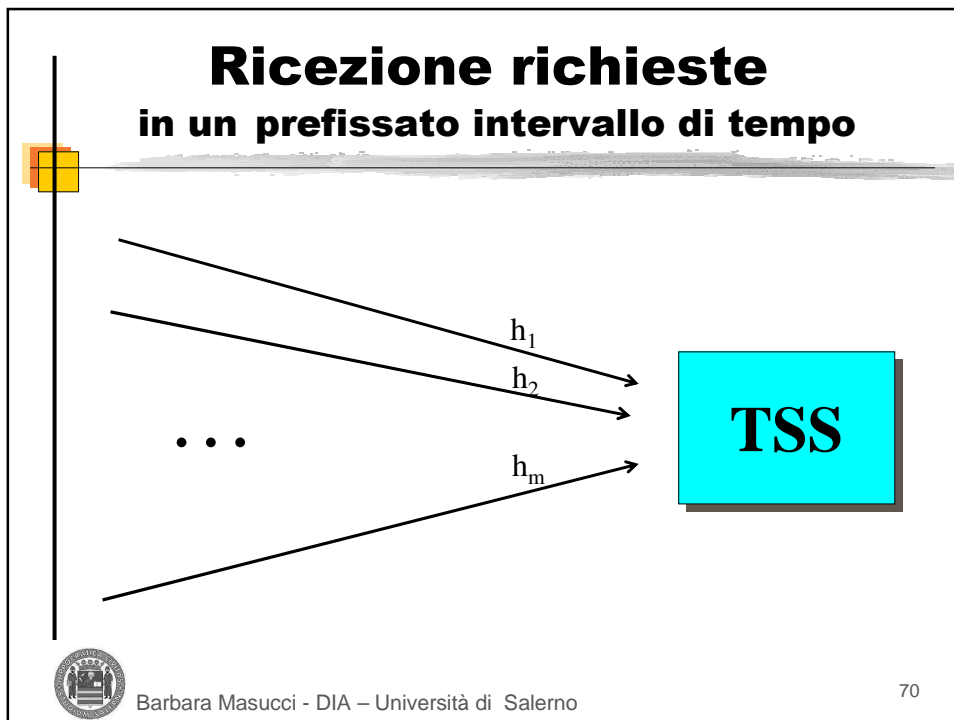 Ricezione richieste
in un prefissato intervallo di tempo
h1
h2
...
hm
TSS
Barbara Masucci - DIA – Università di Salerno
70